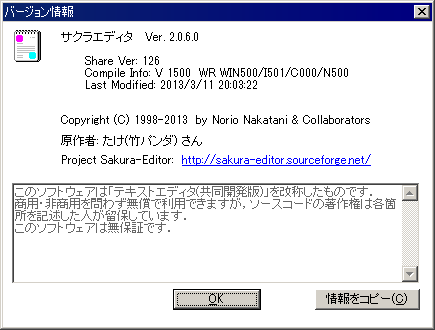 バージョン情報
サクラエディタ Ver. 2.0.6.0
Share Ver: 126
Compile Info: V 1500 WR WIN500/I501/C000/N500
Last Modified: 2013/3/11 20:03:22
Copyright (C) 1998-2013 by Norio Nakatani & Collaborators
原作者: たけ(竹パンダ) さん
Project Sakura-Editor: http://sakura-editor.sourceforge.net/
このソフトウェアは「テキストエディタ(共同開発版)」を改称したものです.
商用・非商用を問わず無償で利用できますが, ソースコードの著作権は各箇
所を記述した人が留保しています.
このソフトウェアは無保証です.
OK
情報をコピー(C)